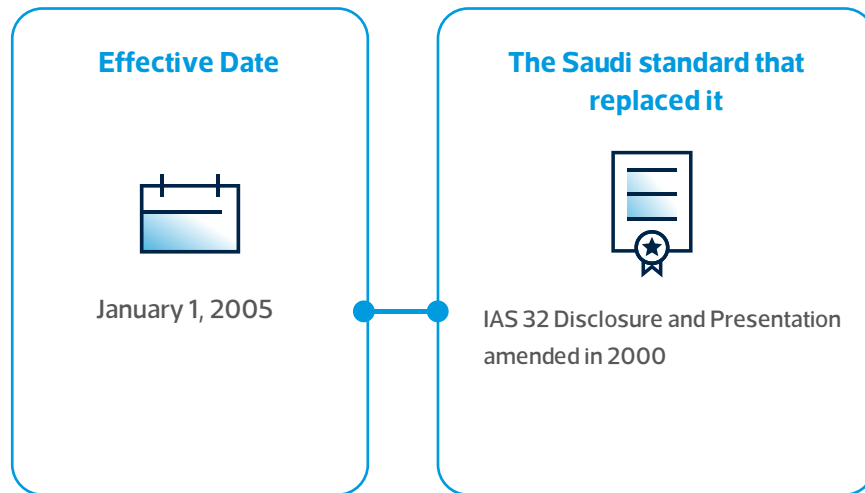 Effective Date
January 1, 2005
The Saudi standard that
replaced it
IAS 32 Disclosure and Presentation
amended in 2000